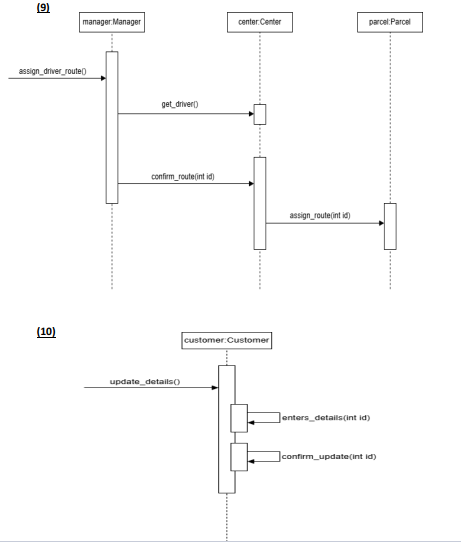 (9)
manager:Manager
center:Center
parcel:Parcel
assign_driver_route()
get_driver()
confirm_route(int id)
assign_route(int id)
(10)
customer:Customer
update_details()
enters_details(int id)
confirm_update(int id)